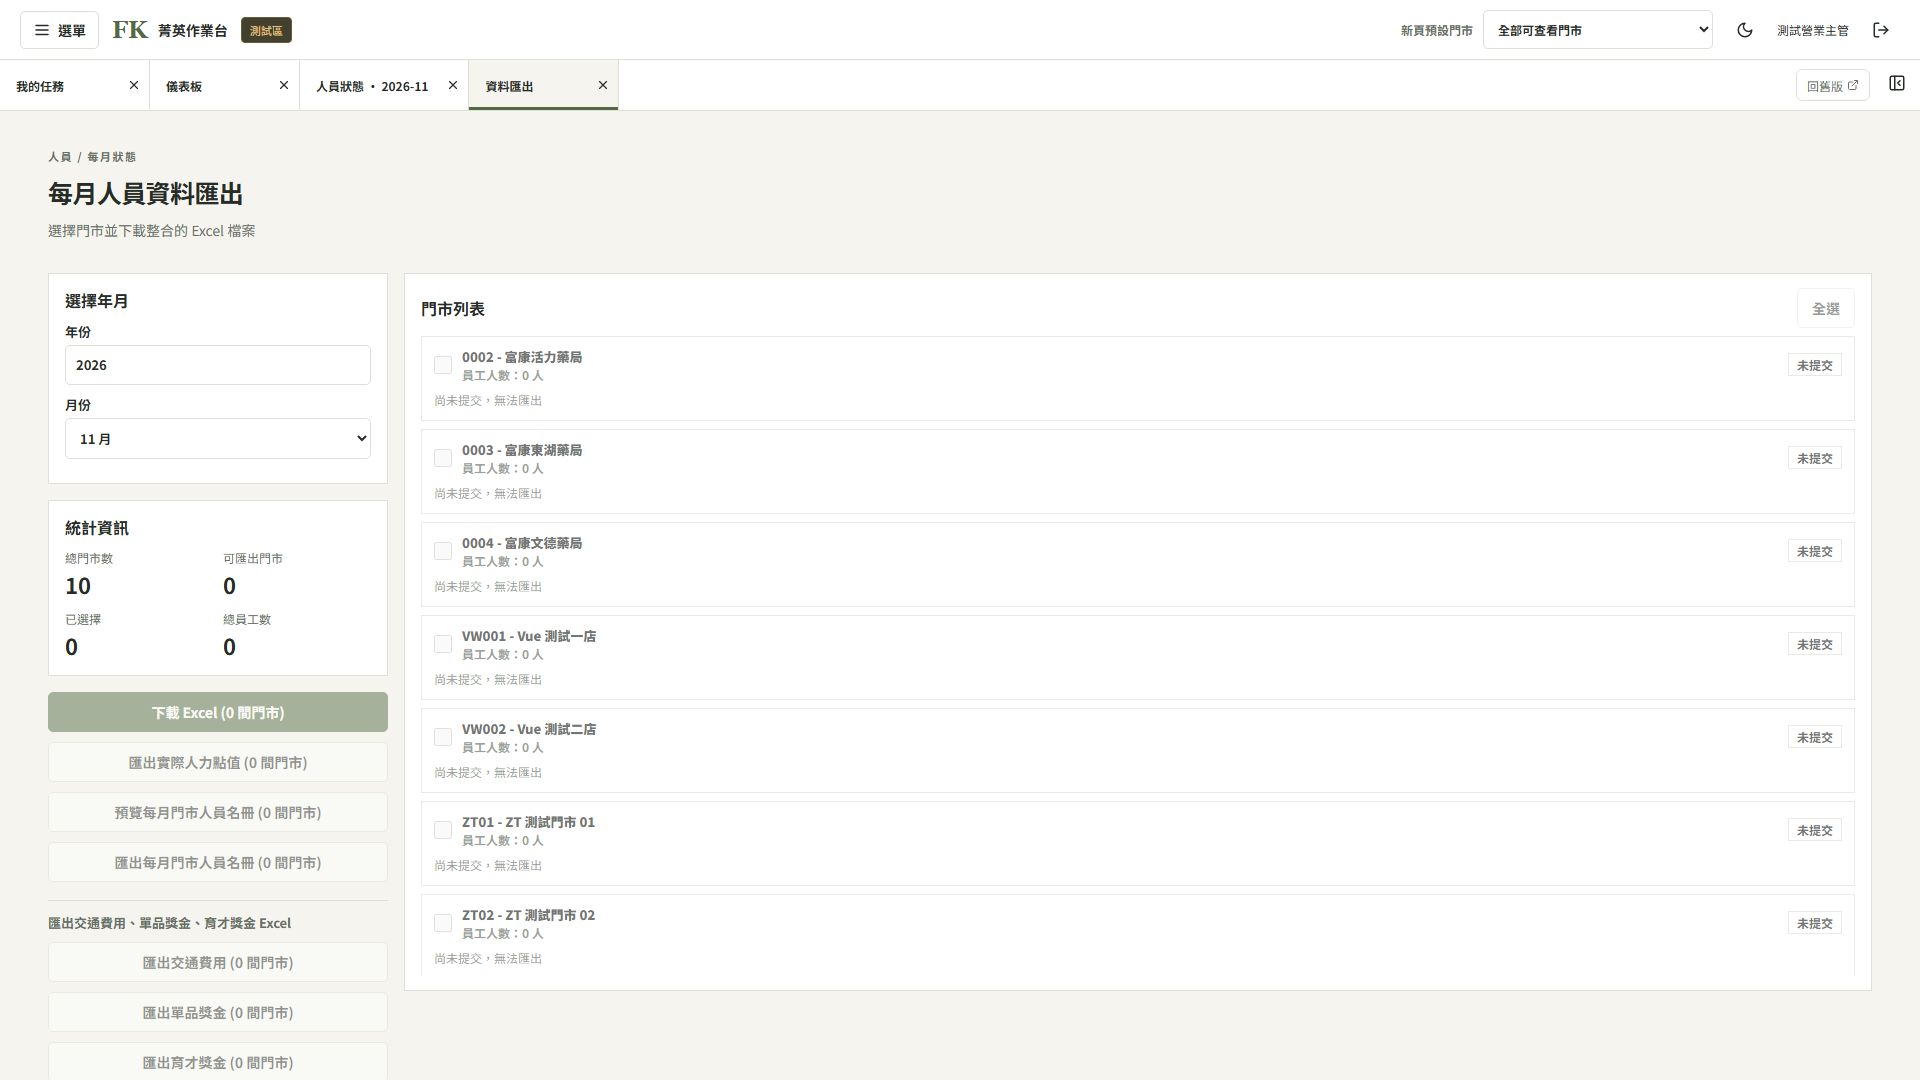 選單
FK 菁英作業台
測試區
新頁預設門市
全部可查看門市
測試營業主管
我的任務
儀表板
人員狀態 • 2026-11
資料匯出
回舊版
人員 / 每月狀態
每月人員資料匯出
選擇門市並下載整合的 Excel 檔案
選擇年月
年份
2026
月份
11 月
統計資訊
總門市數
可匯出門市
10
0
已選擇
總員工數
0
0
下載 Excel (0 間門市)
匯出實際人力點值 (0 間門市)
預覽每月門市人員名冊 (0 間門市)
匯出每月門市人員名冊 (0 間門市)
匯出交通費用、單品獎金、育才獎金 Excel
匯出交通費用 (0 間門市)
匯出單品獎金 (0 間門市)
匯出育才獎金 (0 間門市)
門市列表
全選
0002 - 富康活力藥局
員工人數：0 人
未提交
尚未提交，無法匯出
0003 - 富康東湖藥局
員工人數：0 人
未提交
尚未提交，無法匯出
0004 - 富康文德藥局
員工人數：0 人
未提交
尚未提交，無法匯出
VW001 - Vue 測試一店
員工人數：0 人
未提交
尚未提交，無法匯出
VW002 - Vue 測試二店
員工人數：0 人
未提交
尚未提交，無法匯出
ZT01 - ZT 測試門市 01
員工人數：0 人
未提交
尚未提交，無法匯出
ZT02 - ZT 測試門市 02
員工人數：0 人
未提交
尚未提交，無法匯出